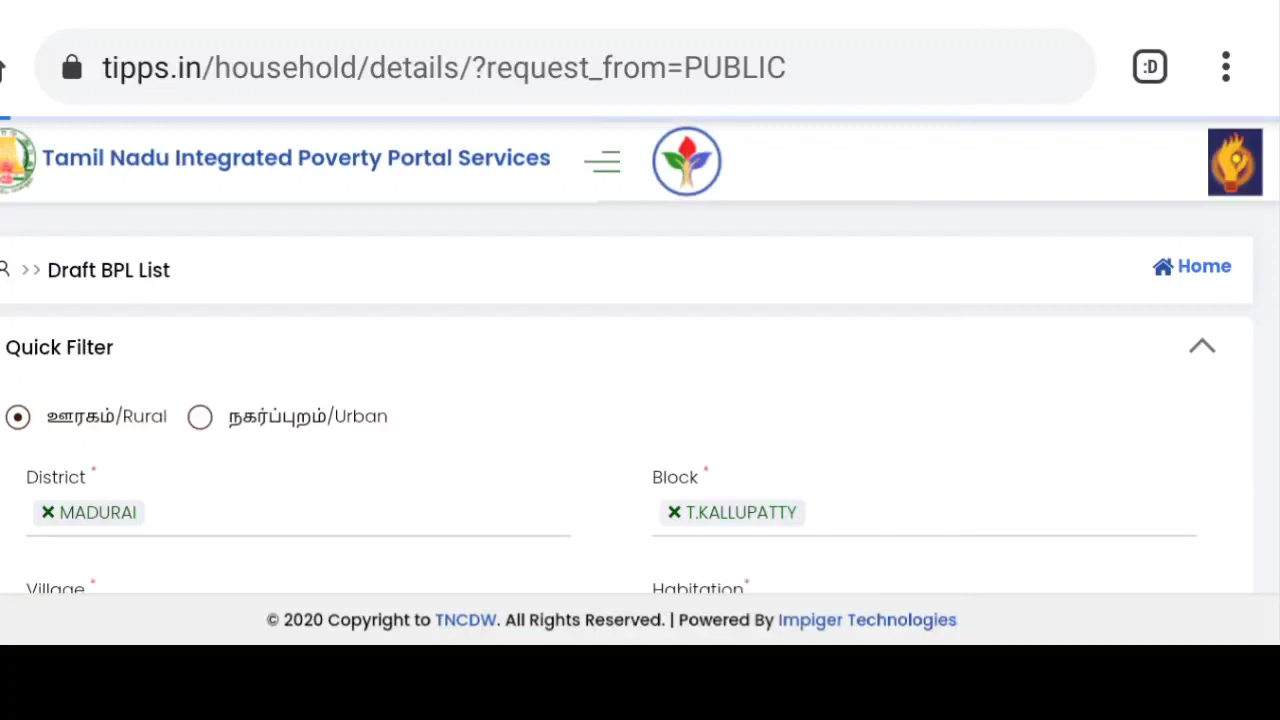 tipps.in/household/details/?request_from=PUBLIC
:D
Tamil Nadu Integrated Poverty Portal Services
>> Draft BPL List
Home
Quick Filter
ஊரகம்/Rural
நகர்ப்புறம்/Urban
District *
Block *
× MADURAI
× T.KALLUPATTY
Village *
Habitation*
© 2020 Copyright to TNCDW. All Rights Reserved. | Powered By Impiger Technologies